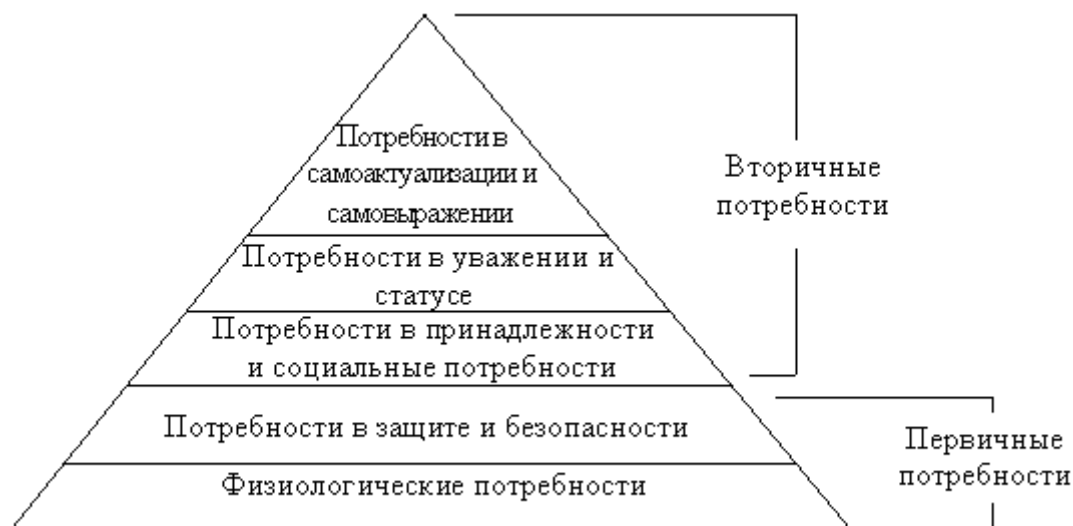 Потребности в
самоактуализации и
самовыражении
Потребности в уважении и
статусе
Потребности в принадлежности
и социальные потребности
Потребности в защите и безопасности
Физиологические потребности
Вторичные
потребности
Первичные
потребности